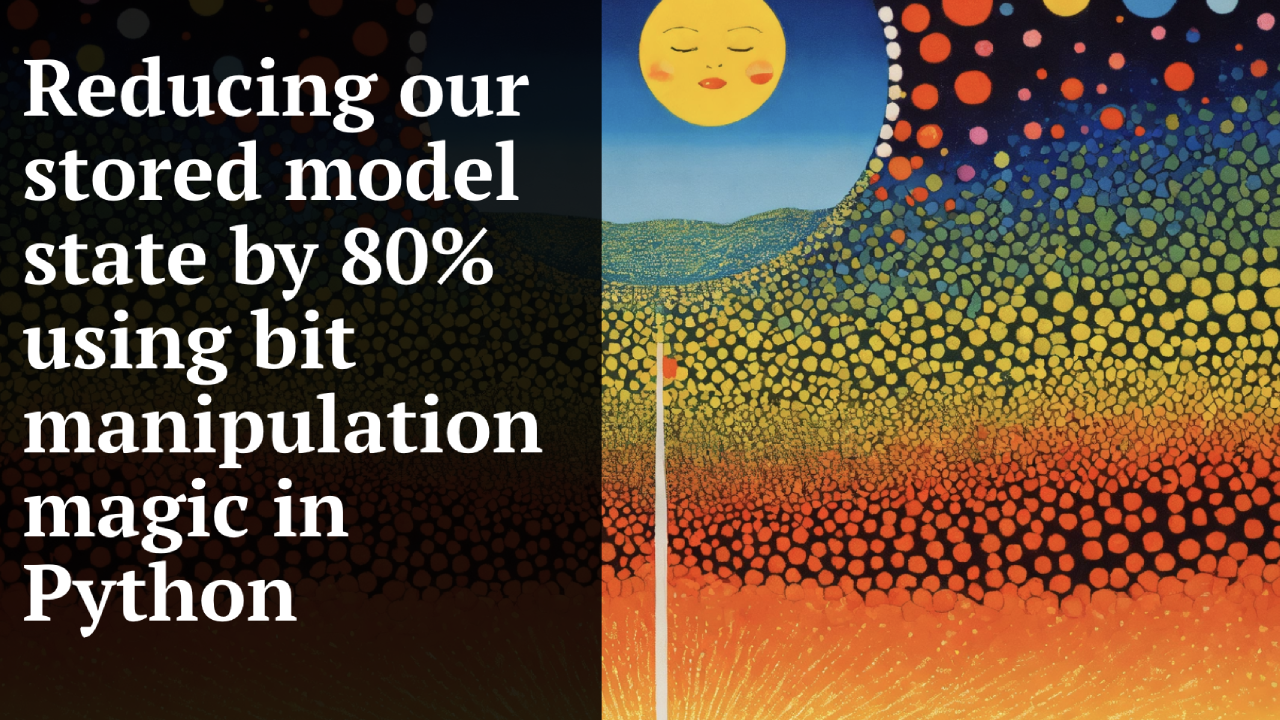 Reducing our
stored model
state by 80%
using bit
manipulation
magic in
Python